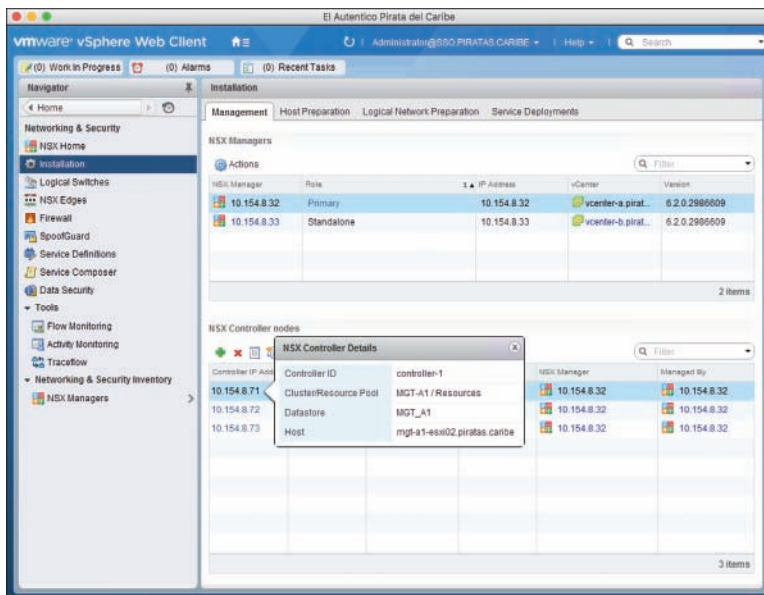 El Autentico Pirata del Caribe
vmware® vSphere Web Client
Administrator@SSO.PIRATAS.CARIBE
Help
Search
(0) Work In Progress
(0) Alarms
(0) Recent Tasks
Navigator
Home
Networking & Security
NSX Home
Installation
Logical Switches
NSX Edges
Firewall
SpoofGuard
Service Definitions
Service Composer
Data Security
Tools
Flow Monitoring
Activity Monitoring
Traceflow
Networking & Security Inventory
NSX Managers
Installation
Management Host Preparation Logical Network Preparation Service Deployments
NSX Managers
Actions
Filter
NSX Manager Role 1 IP Address vCenter Version
10.154.8.32 Primary 10.154.8.32 vcenter-a.pirat... 6.2.0.2986609
10.154.8.33 Standalone 10.154.8.33 vcenter-b.pirat... 6.2.0.2986609
2 items
NSX Controller nodes
Filter
Controller IP Add NSX Manager Managed By
10.154.8.71 10.154.8.32 10.154.8.32
10.154.8.72 10.154.8.32 10.154.8.32
10.154.8.73 10.154.8.32 10.154.8.32
NSX Controller Details
Controller ID controller-1
Cluster/Resource Pool MGT-A1 / Resources
Datastore MGT_A1
Host mgt-a1-esxi02.piratas.caribe
3 items